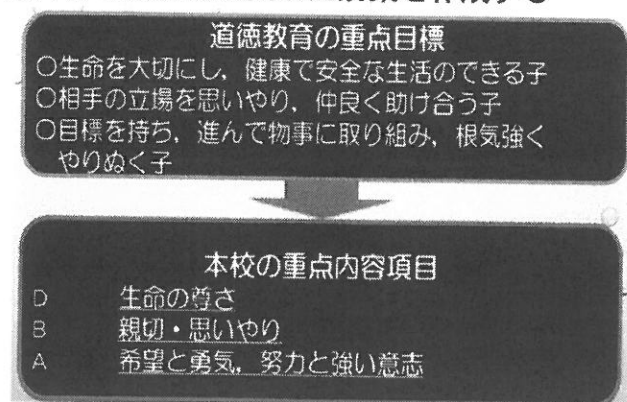 道徳教育の重点目標
○生命を大切にし，健康で安全な生活のできる子
○相手の立場を思いやり，仲良く助け合う子
○目標を持ち，進んで物事に取り組み，根気強く
やりぬく子
本校の重点内容項目
D 生命の尊さ
B 親切・思いやり
A 希望と勇気，努力と強い意志